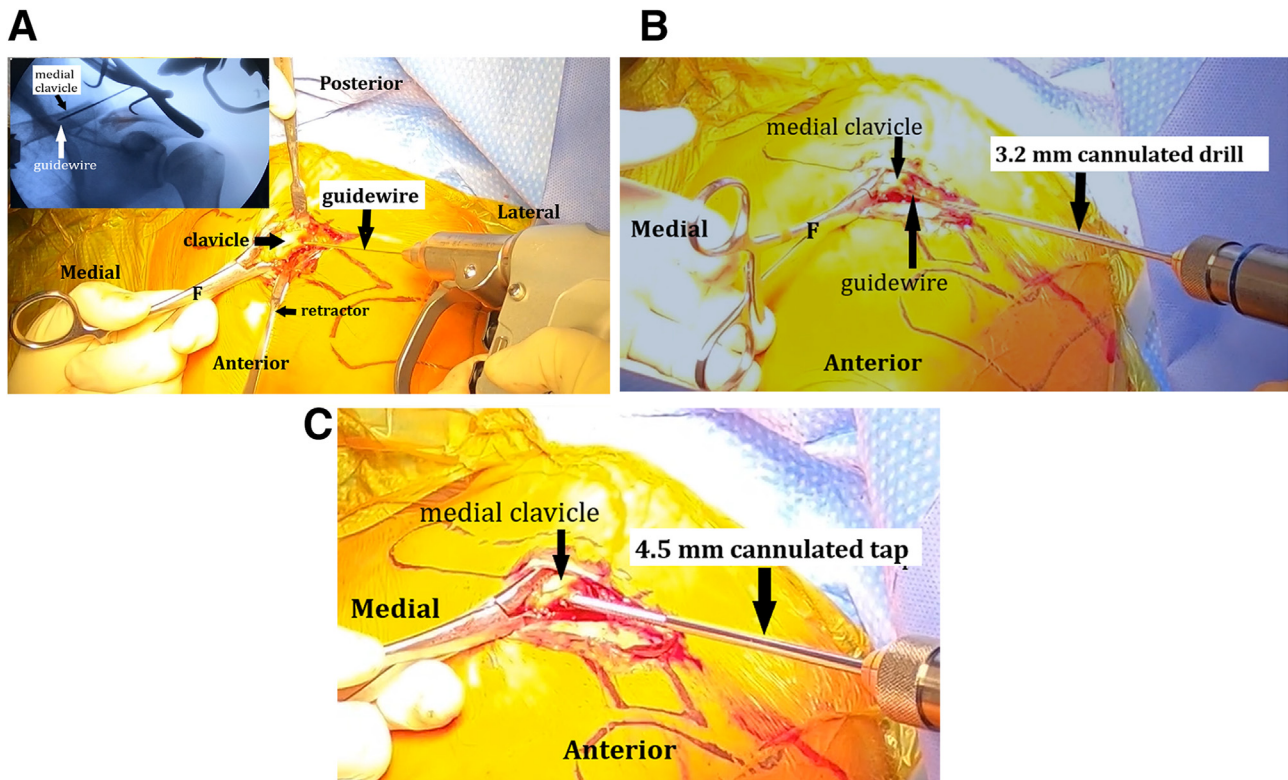 A
medial
clavicle
guidewire
Posterior
guidewire
Lateral
clavicle
Medial
F
retractor
Anterior
B
medial clavicle
3.2 mm cannulated drill
Medial
F
guidewire
Anterior
C
medial clavicle
4.5 mm cannulated tap
Medial
Anterior